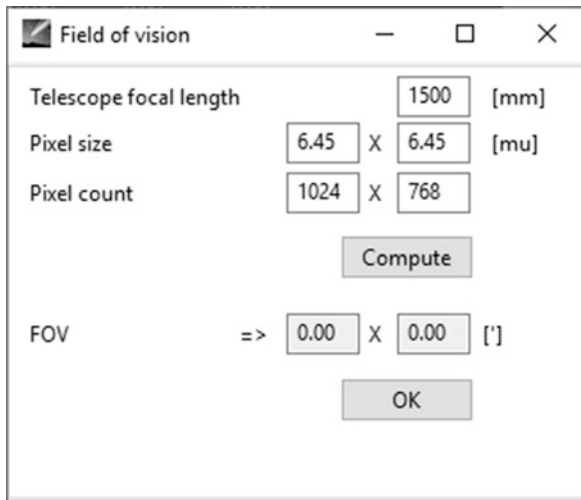 Field of vision
Telescope focal length 1500 [mm]
Pixel size 6.45 X 6.45 [mu]
Pixel count 1024 X 768
Compute
FOV => 0.00 X 0.00 [']
OK